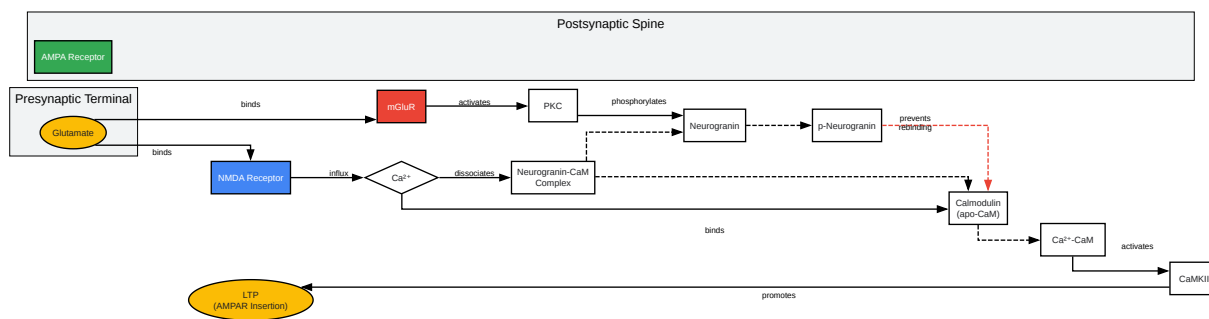 Postsynaptic Spine
AMPA Receptor
Presynaptic Terminal
Glutamate
binds
mGluR
activates
PKC
phosphorylates
Neurogranin
p-Neurogranin
prevents
rebinding
binds
NMDA Receptor
influx
Ca²⁺
dissociates
Neurogranin-CaM
Complex
Calmodulin
(apo-CaM)
binds
Ca²⁺-CaM
activates
CaMKII
promotes
LTP
(AMPAR Insertion)